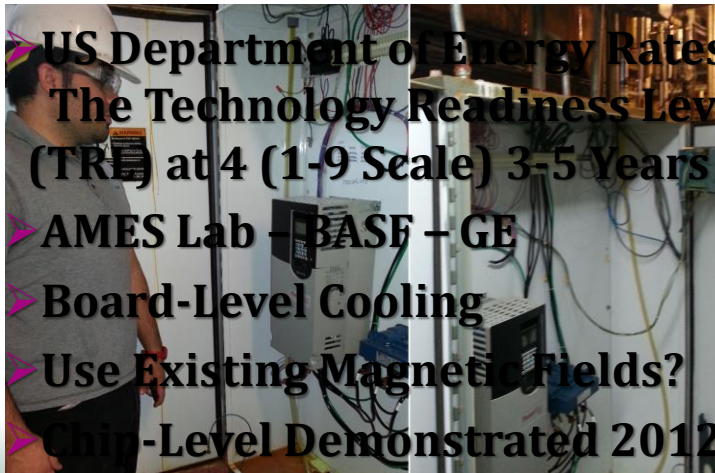 US Department of Energy Rates
The Technology Readiness Lev
(TRL) at 4 (1-9 Scale) 3-5 Years
WARNING
AMES Lab – BASF – GE
Board-Level Cooling
Use Existing Magnetic Fields?
Chip-Level Demonstrated 2012